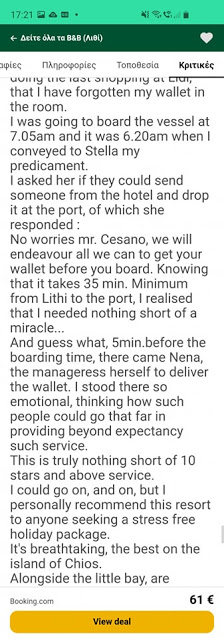 17:21
← Δείτε όλα τα B&B (Λιθί)
αφίες Πληροφορίες Τοποθεσία Κριτικές
doing the last shopping at Lidl,
that I have forgotten my wallet in
the room.
I was going to board the vessel at
7.05am and it was 6.20am when I
conveyed to Stella my
predicament.
I asked her if they could send
someone from the hotel and drop
it at the port, of which she
responded :
No worries mr. Cesano, we will
endeavour all we can to get your
wallet before you board. Knowing
that it takes 35 min. Minimum
from Lithi to the port, I realised
that I needed nothing short of a
miracle...
And guess what, 5min.before the
boarding time, there came Nena,
the manageress herself to deliver
the wallet. I stood there so
emotional, thinking how such
people could go that far in
providing beyond expectancy
such service.
This is truly nothing short of 10
stars and above service.
I could go on, and on, but I
personally recommend this resort
to anyone seeking a stress free
holiday package.
It's breathtaking, the best on the
island of Chios.
Alongside the little bay, are
Booking.com 61 €
View deal